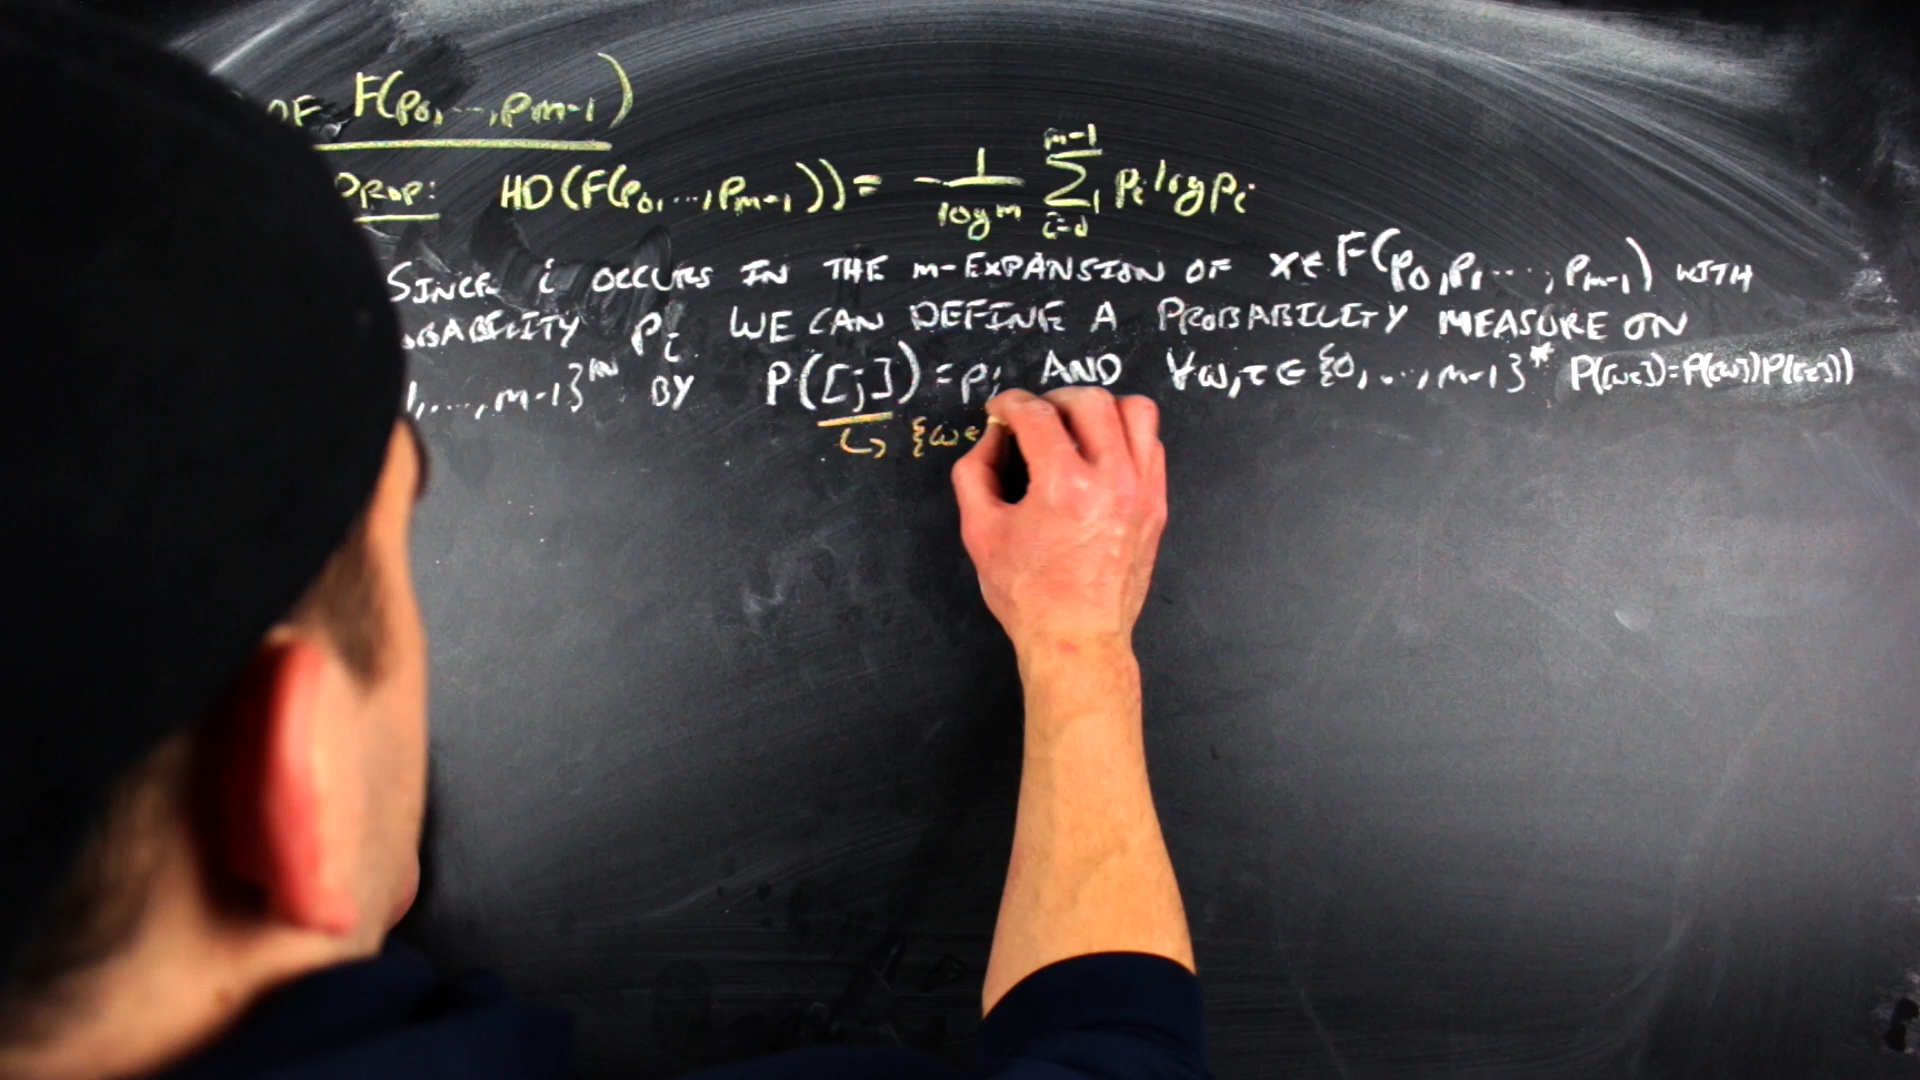 OF F(p₀,...,pₘ₋₁)
PROP: HD(F(p₀,...,pₘ₋₁)) = -1/log m ∑_{i=0}^{m-1} pᵢ log pᵢ
SINCE i OCCURS IN THE m-EXPANSION OF x∈F(p₀,p₁...,pₘ₋₁) WITH
OBABILITY pᵢ WE CAN DEFINE A PROBABILITY MEASURE ON
1,...,m-1}^ℕ BY P([j])=pⱼ AND ∀ω,τ∈{0,...,m-1}* P([ωτ])=P([ω])P([τ])
↪ {ω∈